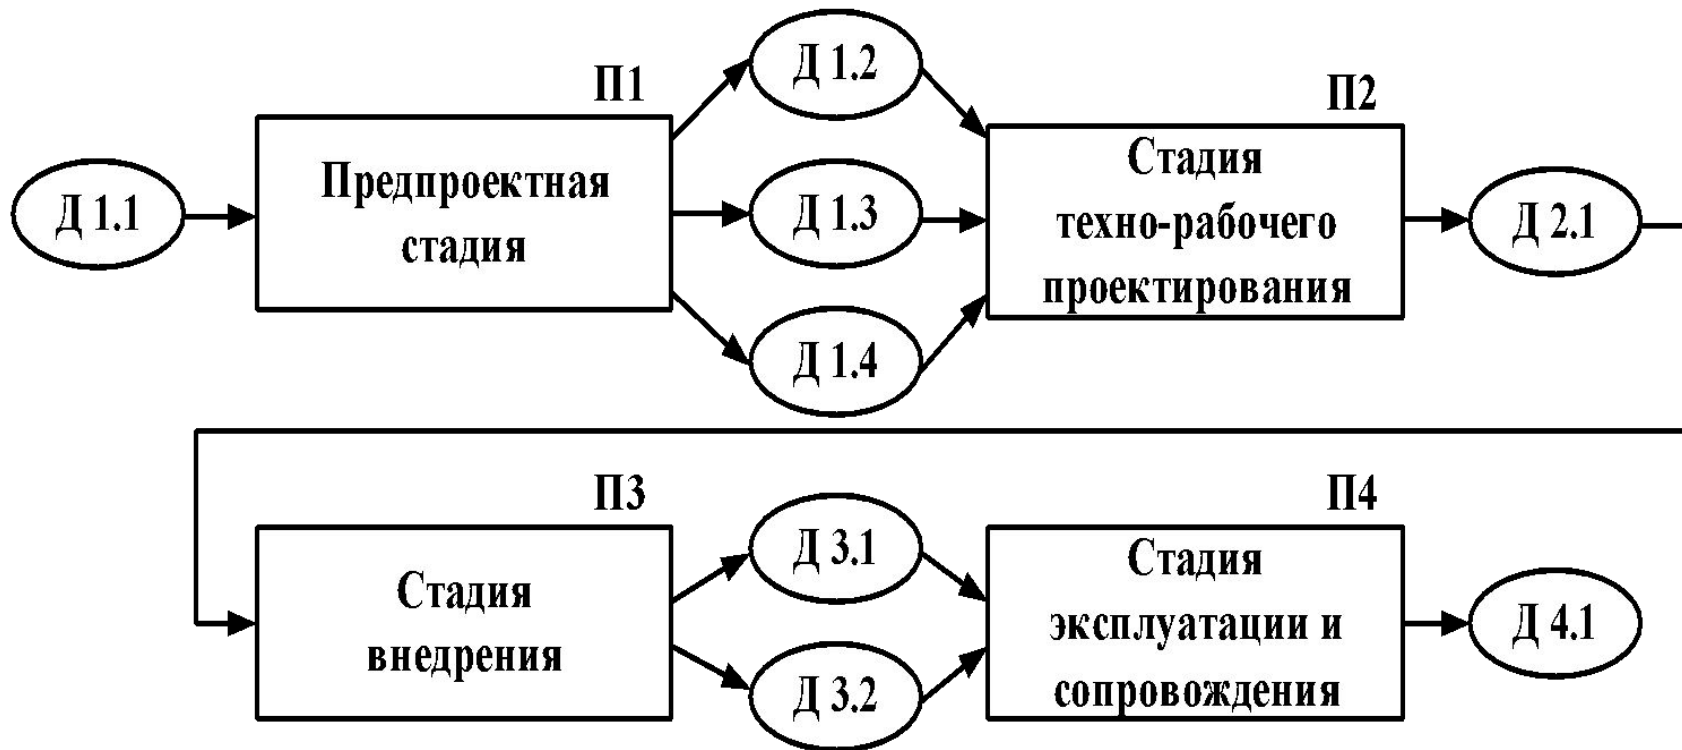 Д 1.1
П1
Предпроектная
стадия
Д 1.2
Д 1.3
Д 1.4
П2
Стадия
техно-рабочего
проектирования
Д 2.1
П3
Стадия
внедрения
Д 3.1
Д 3.2
П4
Стадия
эксплуатации и
сопровождения
Д 4.1